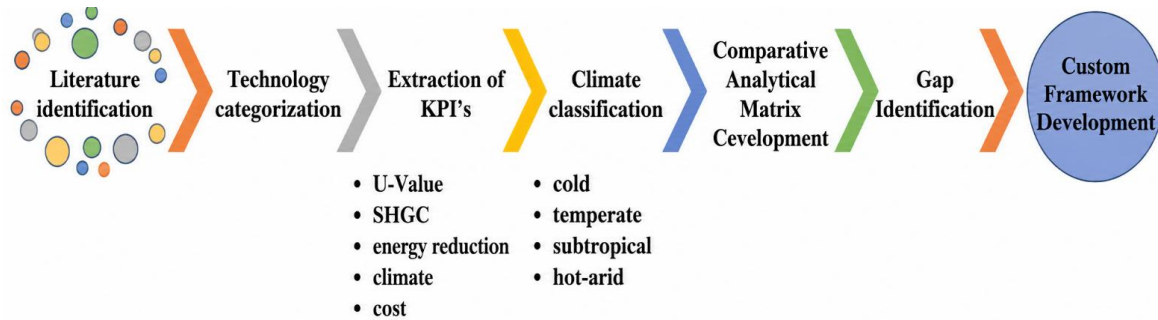 Literature
identification
Technology
categorization
Extraction of
KPI's
Climate
classification
Comparative
Analytical
Matrix
Cevelopment
Gap
Identification
Custom
Framework
Development
• U-Value
• SHGC
• energy reduction
• climate
• cost
• cold
• temperate
• subtropical
• hot-arid